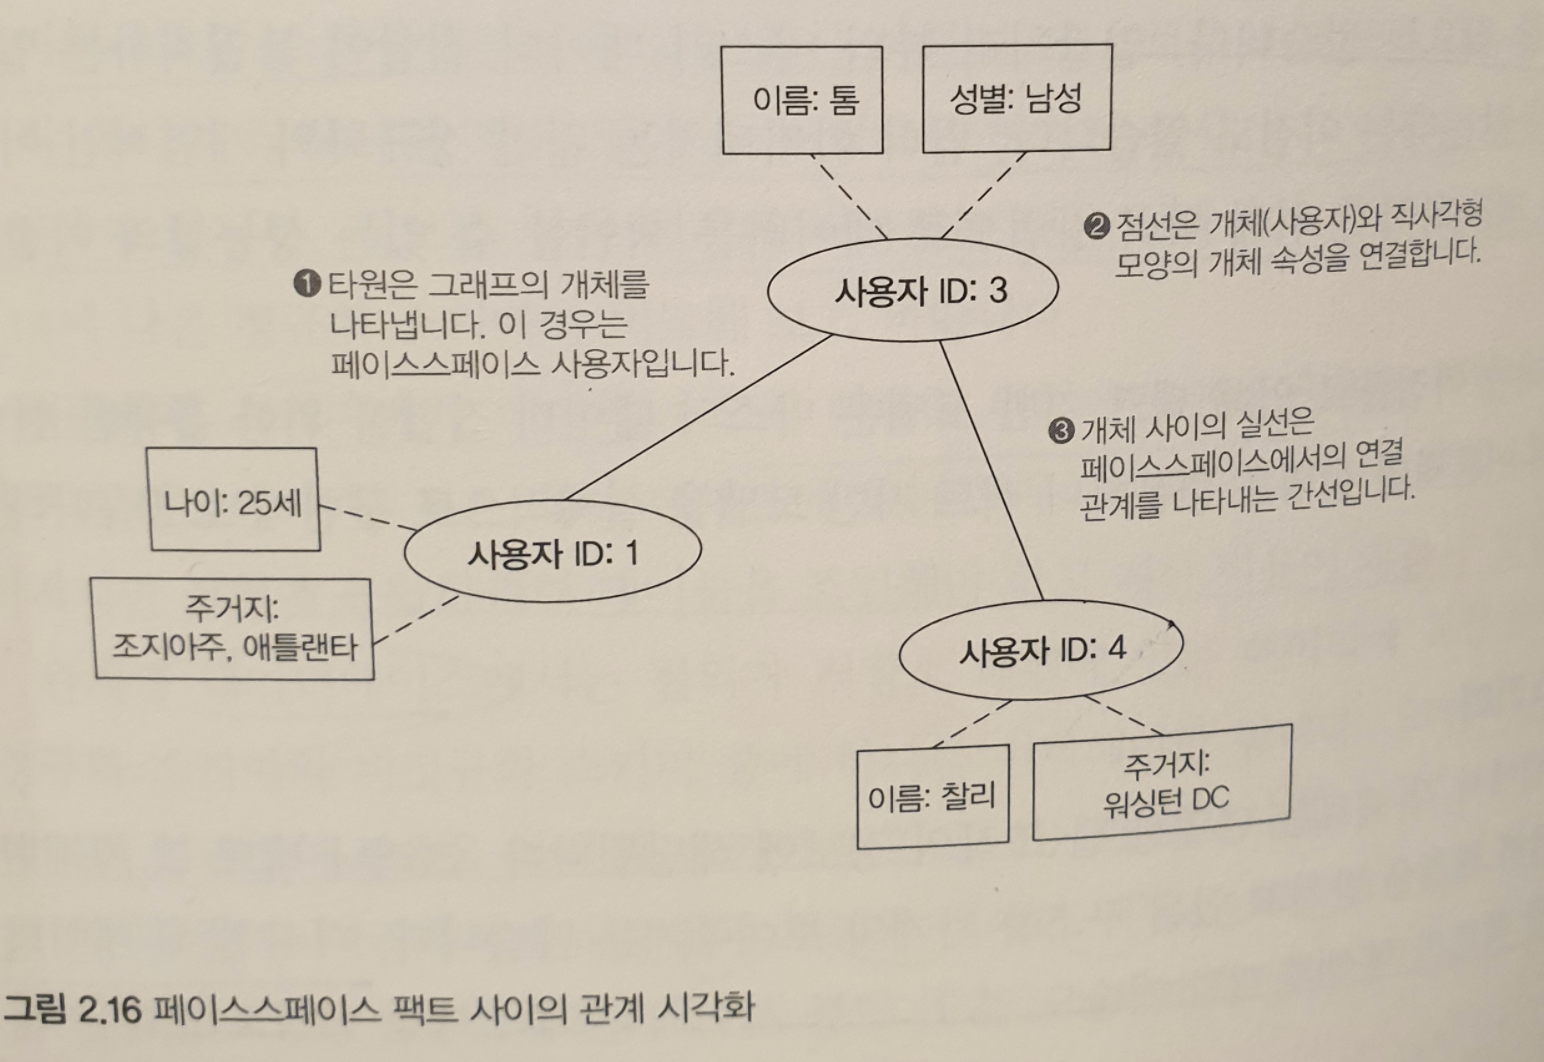 이름: 톰
성별: 남성
❷ 점선은 개체(사용자)와 직사각형
모양의 개체 속성을 연결합니다.
❶ 타원은 그래프의 개체를
나타냅니다. 이 경우는
페이스스페이스 사용자입니다.
사용자 ID: 3
❸ 개체 사이의 실선은
페이스스페이스에서의 연결
관계를 나타내는 간선입니다.
나이: 25세
사용자 ID: 1
주거지:
조지아주, 애틀랜타
사용자 ID: 4
이름: 찰리
주거지:
워싱턴 DC
그림 2.16 페이스스페이스 팩트 사이의 관계 시각화